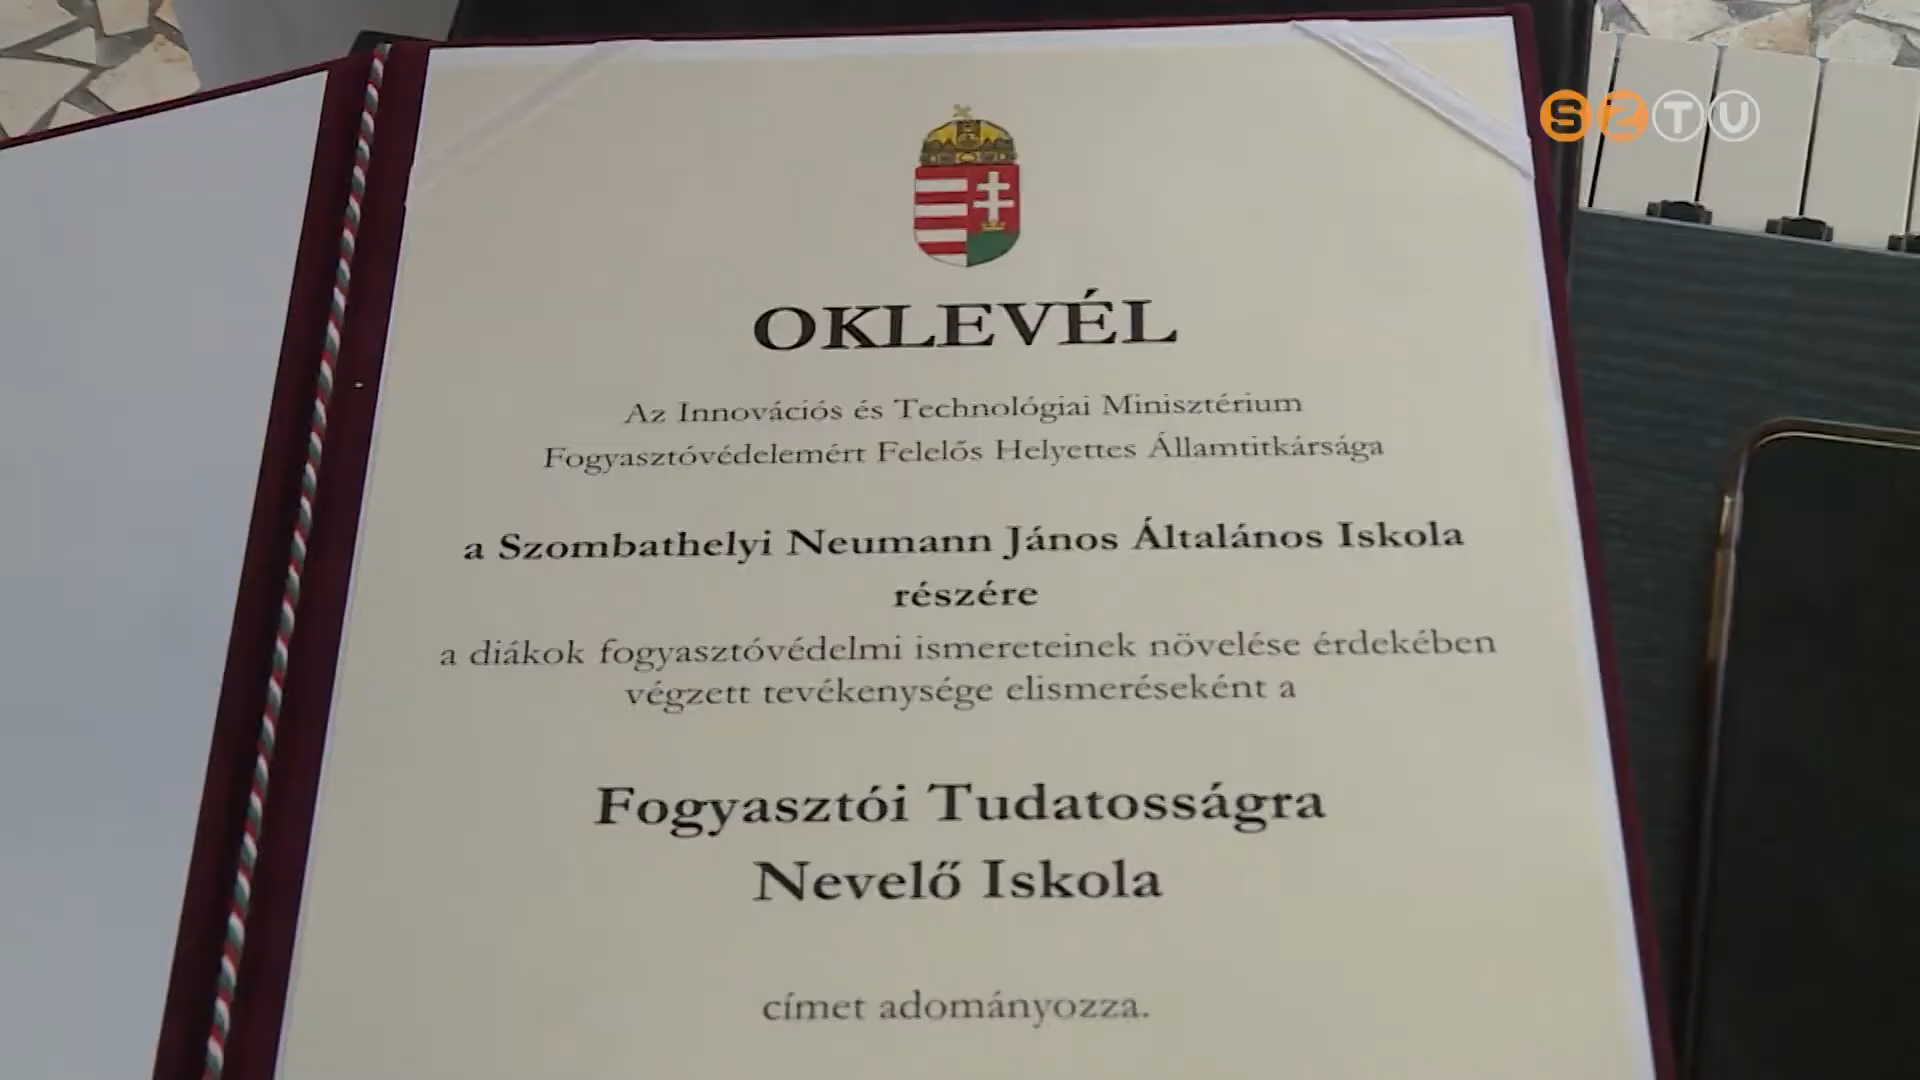 SZTV
OKLEVÉL
Az Innovációs és Technológiai Minisztérium
Fogyasztóvédelemért Felelős Helyettes Államtitkársága
a Szombathelyi Neumann János Általános Iskola
részére
a diákok fogyasztóvédelmi ismereteinek növelése érdekében
végzett tevékenysége elismeréseként a
Fogyasztói Tudatosságra
Nevelő Iskola
címet adományozza.